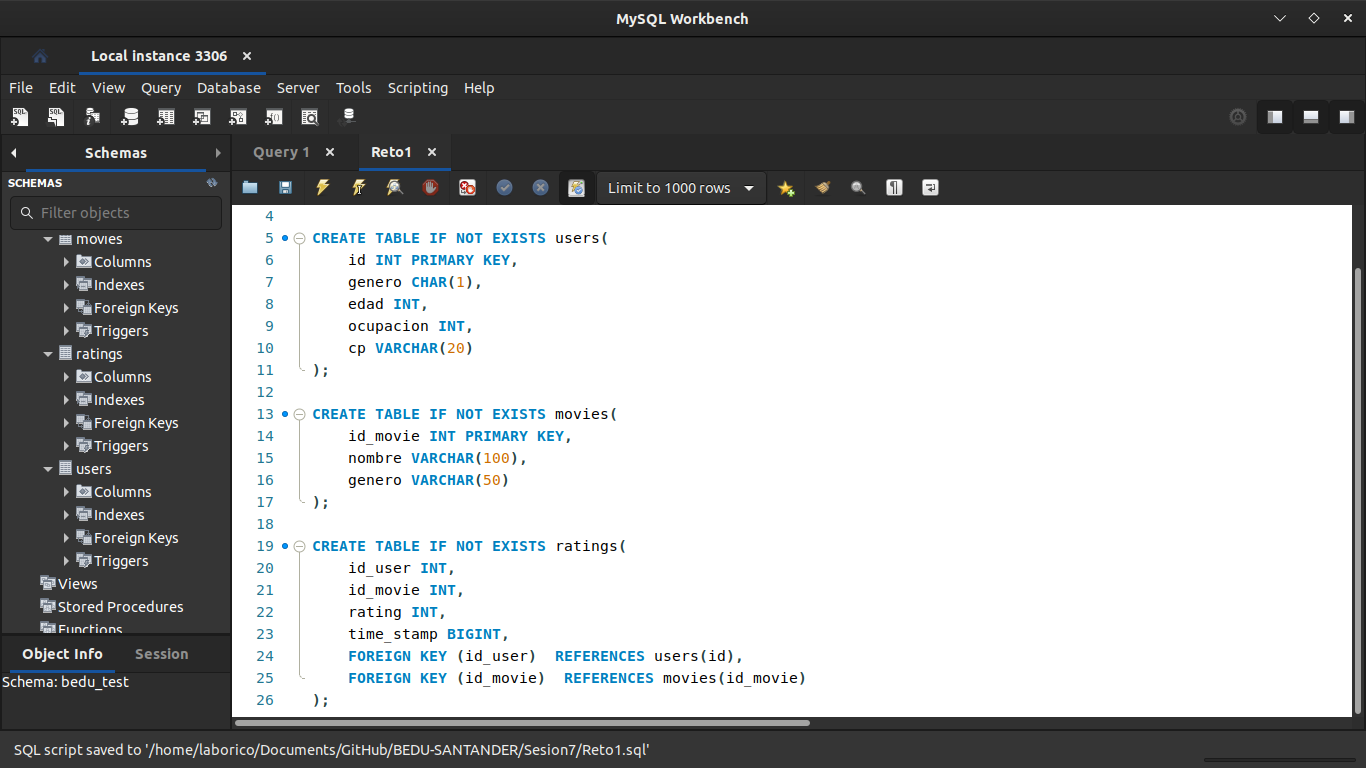 MySQL Workbench
Local instance 3306
File Edit View Query Database Server Tools Scripting Help
Schemas
Query 1
Reto1
SCHEMAS
Limit to 1000 rows
Filter objects
movies
Columns
Indexes
Foreign Keys
Triggers
ratings
Columns
Indexes
Foreign Keys
Triggers
users
Columns
Indexes
Foreign Keys
Triggers
Views
Stored Procedures
Functions
Object Info Session
Schema: bedu_test
4
5 CREATE TABLE IF NOT EXISTS users(
6 id INT PRIMARY KEY,
7 genero CHAR(1),
8 edad INT,
9 ocupacion INT,
10 cp VARCHAR(20)
11 );
12
13 CREATE TABLE IF NOT EXISTS movies(
14 id_movie INT PRIMARY KEY,
15 nombre VARCHAR(100),
16 genero VARCHAR(50)
17 );
18
19 CREATE TABLE IF NOT EXISTS ratings(
20 id_user INT,
21 id_movie INT,
22 rating INT,
23 time_stamp BIGINT,
24 FOREIGN KEY (id_user)  REFERENCES users(id),
25 FOREIGN KEY (id_movie)  REFERENCES movies(id_movie)
26 );
SQL script saved to '/home/laborico/Documents/GitHub/BEDU-SANTANDER/Sesion7/Reto1.sql'